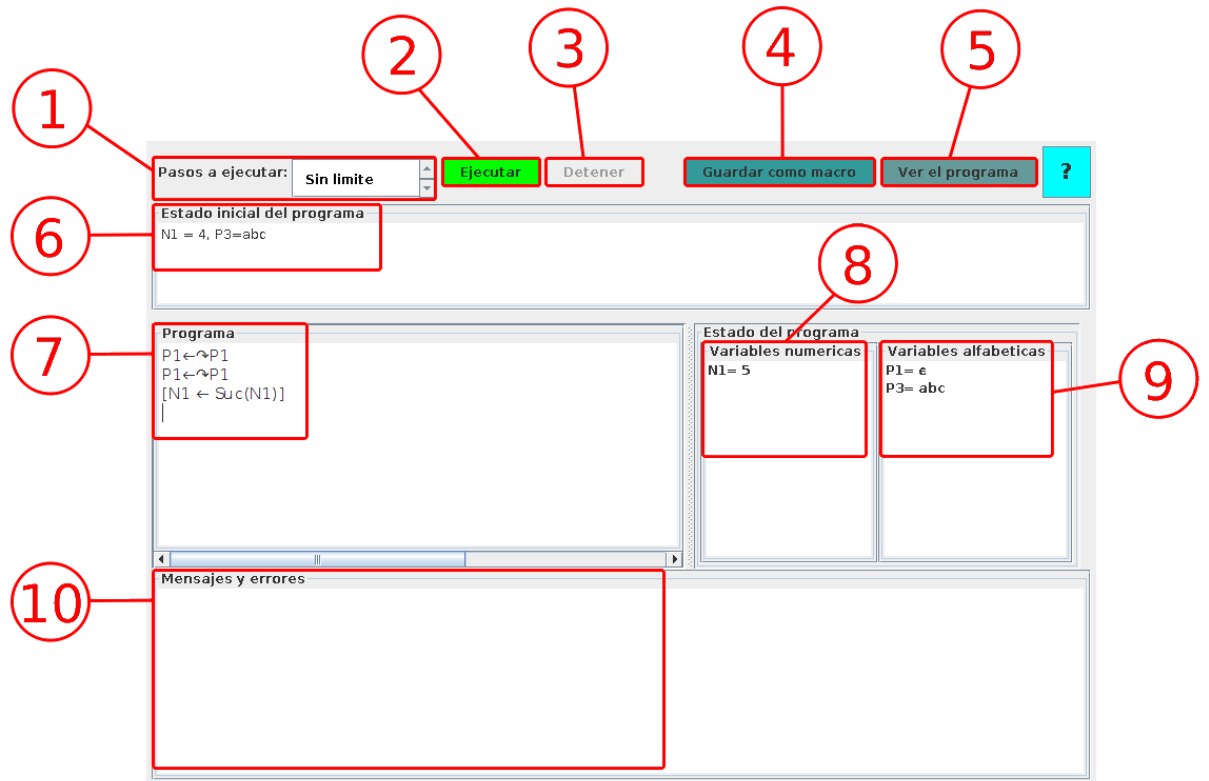 2
3
4
5
1
Pasos a ejecutar: Sin limite Ejecutar Detener Guardar como macro Ver el programa ?
6
Estado inicial del programa
N1 = 4, P3=abc
8
7
Programa
P1←↷P1
P1←↷P1
[N1 ← Suc(N1)]
Estado del programa
Variables numericas
N1= 5
Variables alfabeticas
P1= ϵ
P3= abc
9
10
Mensajes y errores